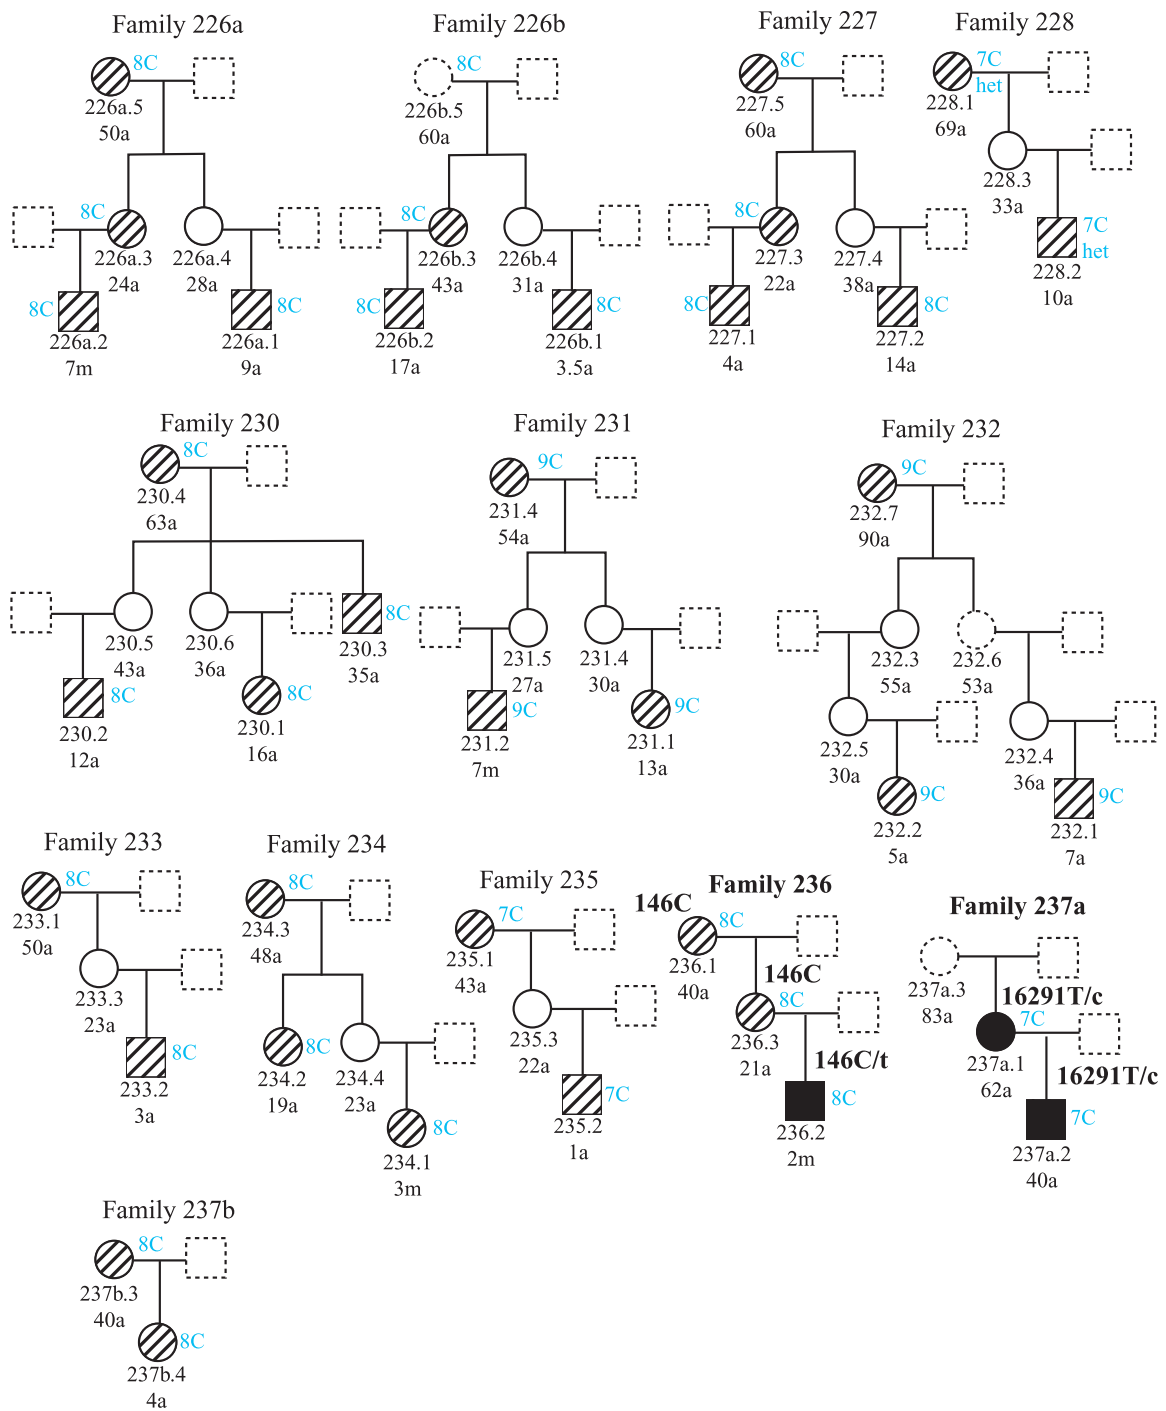 Family 226a
8C
226a.5
50a
8C
226a.3
24a
226a.4
28a
8C
226a.2
7m
8C
226a.1
9a
Family 226b
8C
226b.5
60a
8C
226b.3
43a
226b.4
31a
8C
226b.2
17a
8C
226b.1
3.5a
Family 227
8C
227.5
60a
8C
227.3
22a
227.4
38a
8C
227.1
4a
8C
227.2
14a
Family 228
7C
het
228.1
69a
228.3
33a
7C
het
228.2
10a
Family 230
8C
230.4
63a
230.5
43a
230.6
36a
8C
230.3
35a
8C
230.2
12a
8C
230.1
16a
Family 231
9C
231.4
54a
231.5
27a
231.4
30a
9C
231.2
7m
9C
231.1
13a
Family 232
9C
232.7
90a
232.3
55a
232.6
53a
232.5
30a
232.4
36a
9C
232.2
5a
9C
232.1
7a
Family 233
8C
233.1
50a
233.3
23a
8C
233.2
3a
Family 234
8C
234.3
48a
8C
234.2
19a
234.4
23a
8C
234.1
3m
Family 235
7C
235.1
43a
235.3
22a
7C
235.2
1a
Family 236
146C
8C
236.1
40a
146C
8C
236.3
21a
146C/t
8C
236.2
2m
Family 237a
237a.3
83a
16291T/c
7C
237a.1
62a
16291T/c
7C
237a.2
40a
Family 237b
8C
237b.3
40a
8C
237b.4
4a